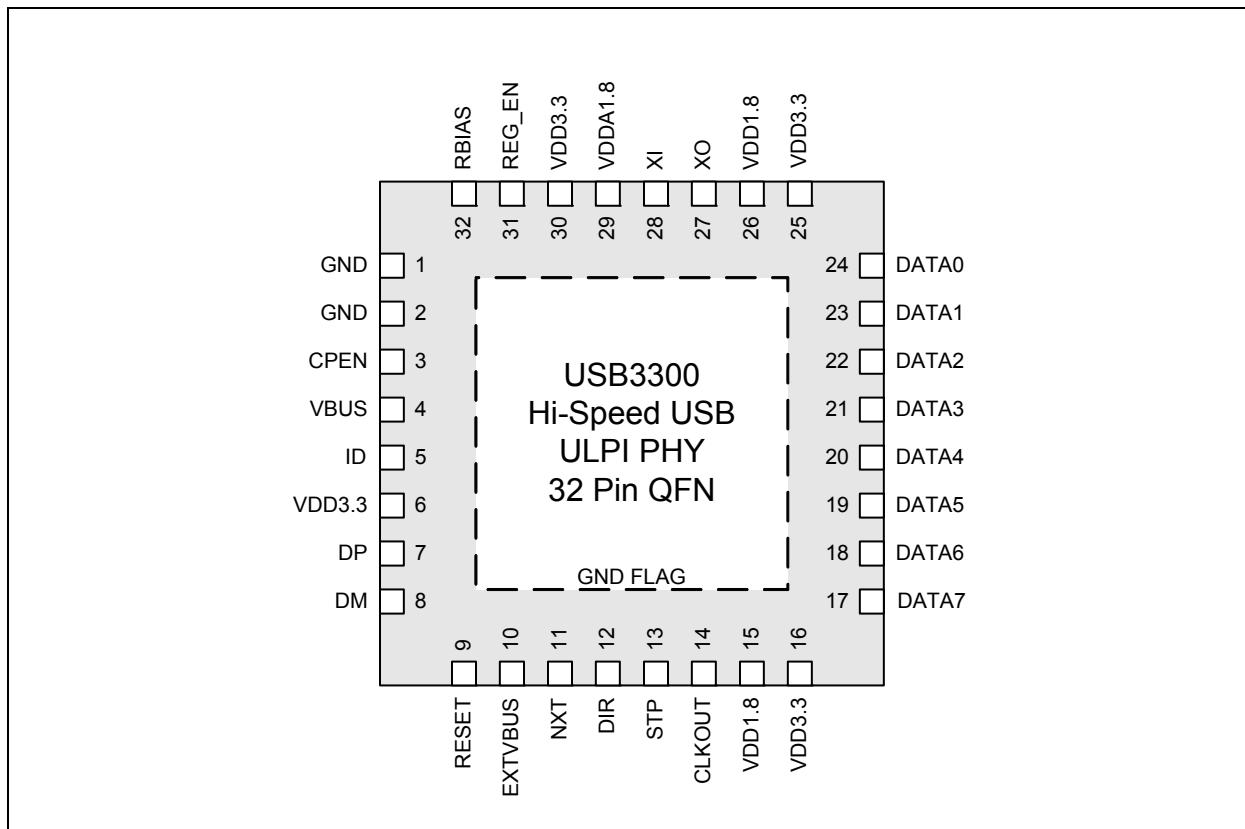 RBIAS
REG_EN
VDD3.3
VDDA1.8
XI
XO
VDD1.8
VDD3.3
32
31
30
29
28
27
26
25
GND 1
GND 2
CPEN 3
VBUS 4
ID 5
VDD3.3 6
DP 7
DM 8
USB3300
Hi-Speed USB
ULPI PHY
32 Pin QFN
GND FLAG
24 DATA0
23 DATA1
22 DATA2
21 DATA3
20 DATA4
19 DATA5
18 DATA6
17 DATA7
9
10
11
12
13
14
15
16
RESET
EXTVBUS
NXT
DIR
STP
CLKOUT
VDD1.8
VDD3.3